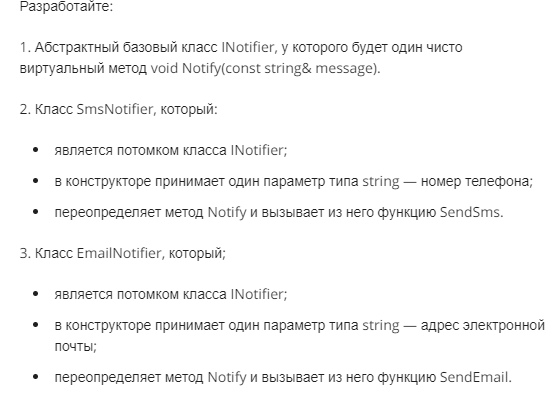 Разработайте:
1. Абстрактный базовый класс INotifier, у которого будет один чисто
виртуальный метод void Notify(const string& message).
2. Класс SmsNotifier, который:
• является потомком класса INotifier;
• в конструкторе принимает один параметр типа string — номер телефона;
• переопределяет метод Notify и вызывает из него функцию SendSms.
3. Класс EmailNotifier, который;
• является потомком класса INotifier;
• в конструкторе принимает один параметр типа string — адрес электронной
почты;
• переопределяет метод Notify и вызывает из него функцию SendEmail.